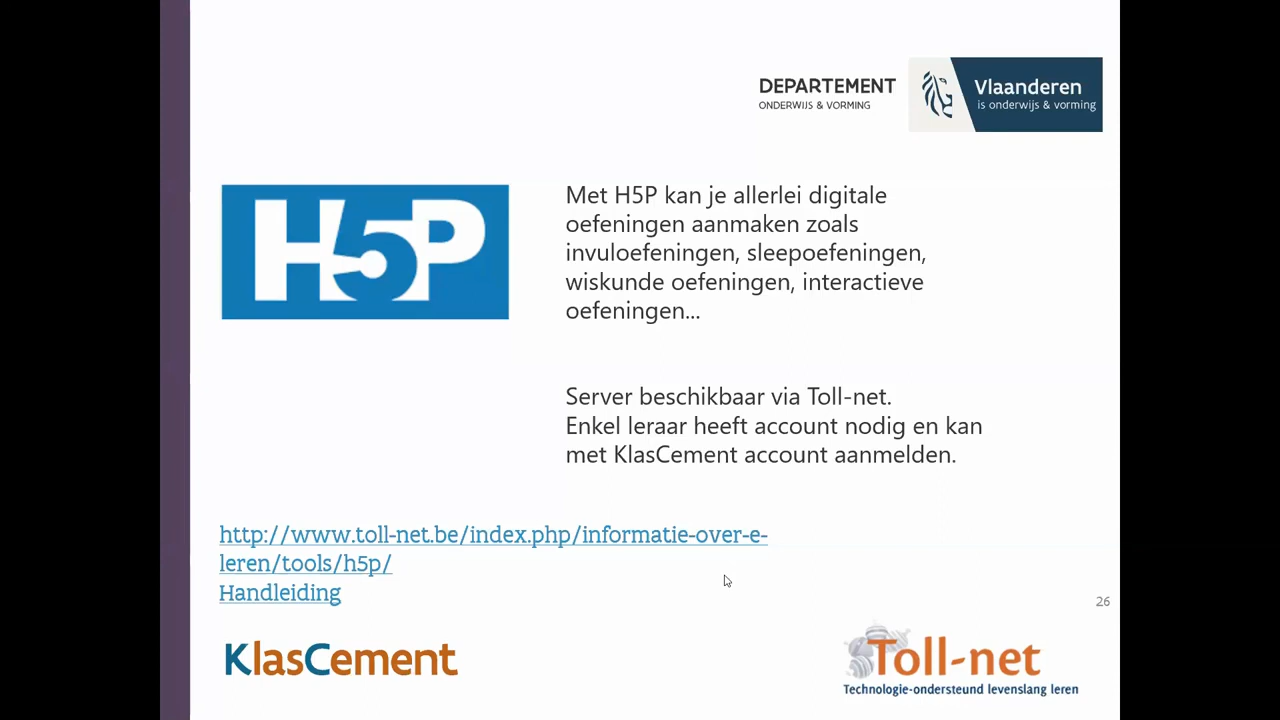 DEPARTEMENT
ONDERWIJS & VORMING
Vlaanderen
is onderwijs & vorming
H5P
Met H5P kan je allerlei digitale
oefeningen aanmaken zoals
invuloefeningen, sleepoefeningen,
wiskunde oefeningen, interactieve
oefeningen...
Server beschikbaar via Toll-net.
Enkel leraar heeft account nodig en kan
met KlasCement account aanmelden.
http://www.toll-net.be/index.php/informatie-over-e-
leren/tools/h5p/
Handleiding
26
KlasCement
Toll-net
Technologie-ondersteund levenslang leren